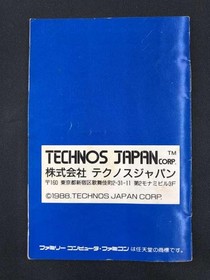 TECHNOS JAPAN CORP.™
株式会社 テクノスジャパン
〒160 東京都新宿区歌舞伎町2-31-11 第2モナミビル3F
©1988. TECHNOS JAPAN CORP.
ファミリー コンピュータ・ファミコン は任天堂の商標です。